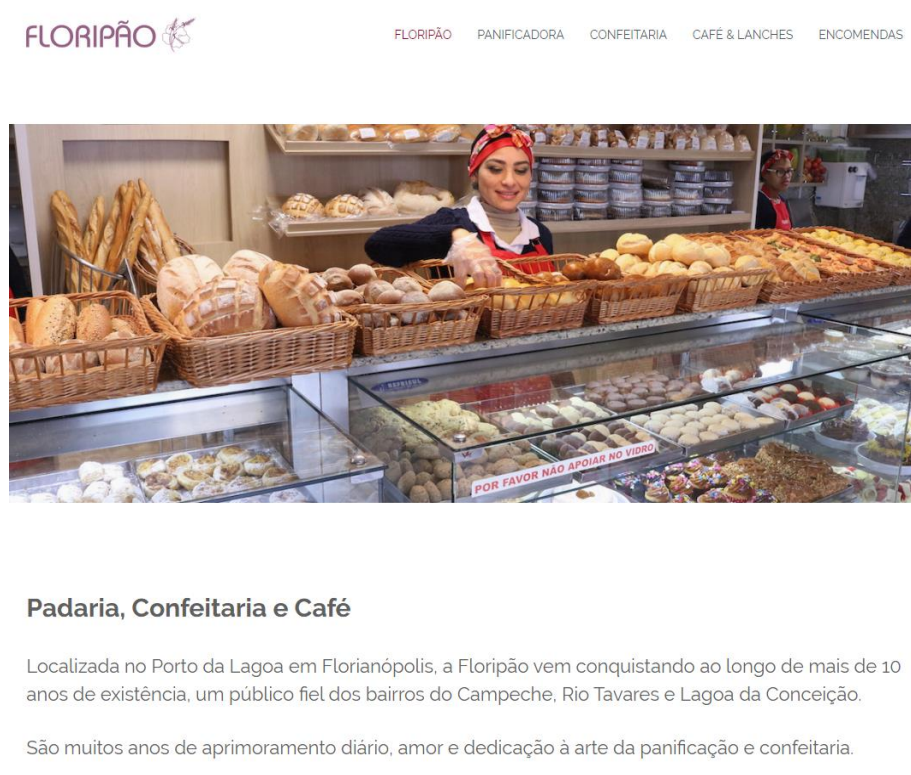 FLORIPÃO
FLORIPÃO PANIFICADORA CONFEITARIA CAFÉ & LANCHES ENCOMENDAS
POR FAVOR NÃO APOIAR NO VIDRO
Padaria, Confeitaria e Café
Localizada no Porto da Lagoa em Florianópolis, a Floripão vem conquistando ao longo de mais de 10
anos de existência, um público fiel dos bairros do Campeche, Rio Tavares e Lagoa da Conceição.
São muitos anos de aprimoramento diário, amor e dedicação à arte da panificação e confeitaria.